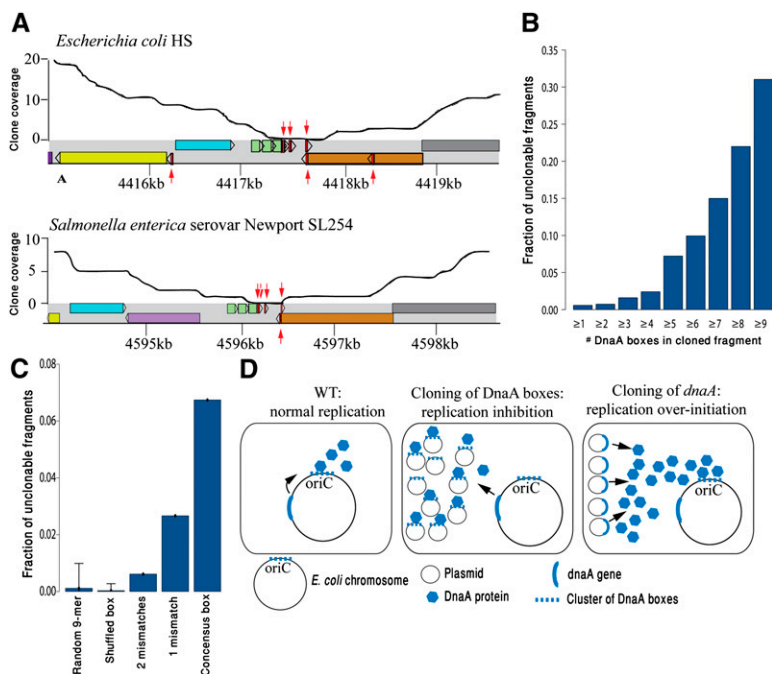 A
Escherichia coli HS
Clone coverage
20
10
0
A
4416kb 4417kb 4418kb 4419kb
Salmonella enterica serovar Newport SL254
Clone coverage
10
5
0
4595kb 4596kb 4597kb 4598kb
B
Fraction of unclonable fragments
0.35
0.30
0.25
0.20
0.15
0.10
0.05
0.00
≥1 ≥2 ≥3 ≥4 ≥5 ≥6 ≥7 ≥8 ≥9
# DnaA boxes in cloned fragment
C
Fraction of unclonable fragments
0.08
0.06
0.04
0.02
0.00
Random 9-mer
Shuffled box
2 mismatches
1 mismatch
Concensus box
D
WT:
normal replication
oriC
Cloning of DnaA boxes:
replication inhibition
oriC
Cloning of dnaA:
replication over-initiation
oriC
oriC
E. coli chromosome
Plasmid
DnaA protein
dnaA gene
Cluster of DnaA boxes